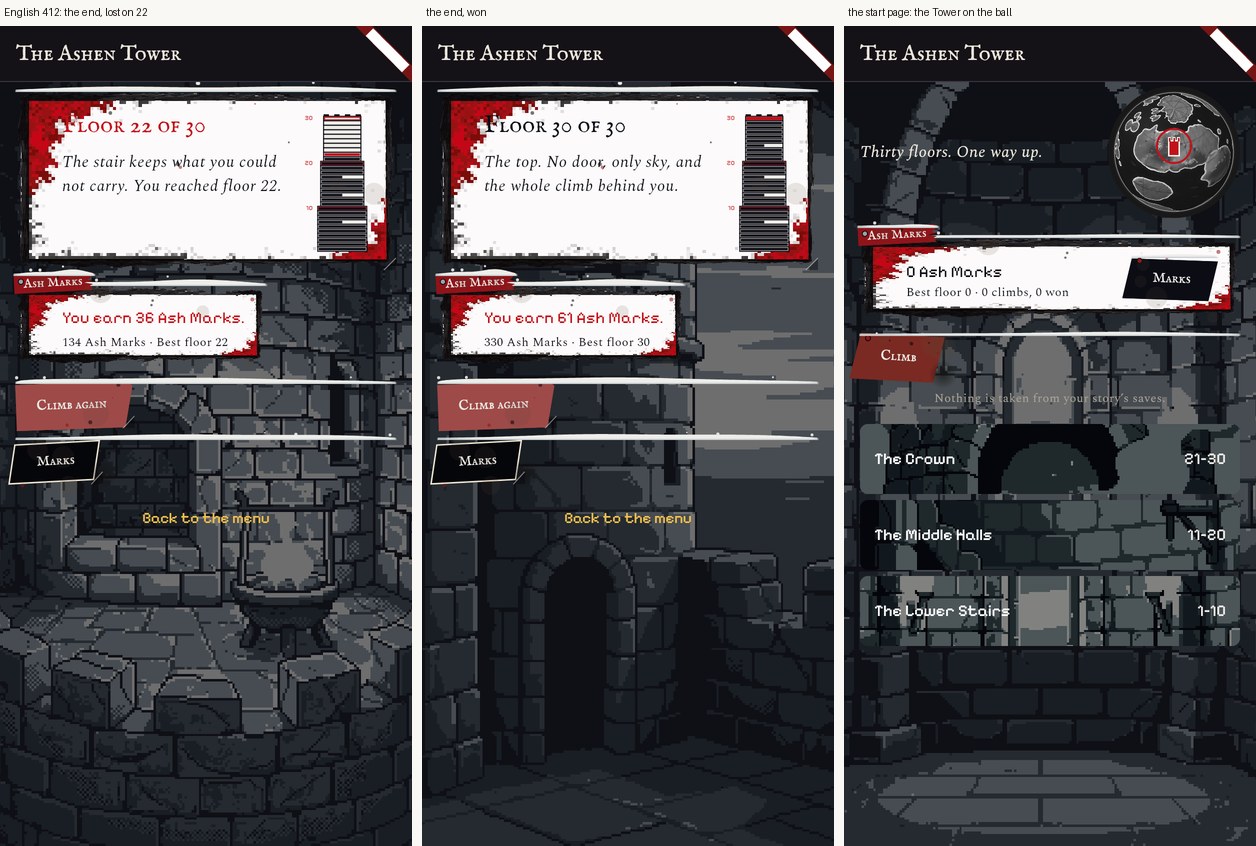 English 412: the end, lost on 22
The Ashen Tower
Floor 22 of 30
The stair keeps what you could
not carry. You reached floor 22.
30
20
10
Ash Marks
You earn 36 Ash Marks.
134 Ash Marks · Best floor 22
Climb again
Marks
Back to the menu
the end, won
The Ashen Tower
Floor 30 of 30
The top. No door, only sky, and
the whole climb behind you.
30
20
10
Ash Marks
You earn 61 Ash Marks.
330 Ash Marks · Best floor 30
Climb again
Marks
Back to the menu
the start page: the Tower on the ball
The Ashen Tower
Thirty floors. One way up.
Ash Marks
0 Ash Marks
Best floor 0 · 0 climbs, 0 won
Marks
Climb
Nothing is taken from your story's saves.
The Crown
21-30
The Middle Halls
11-20
The Lower Stairs
1-10